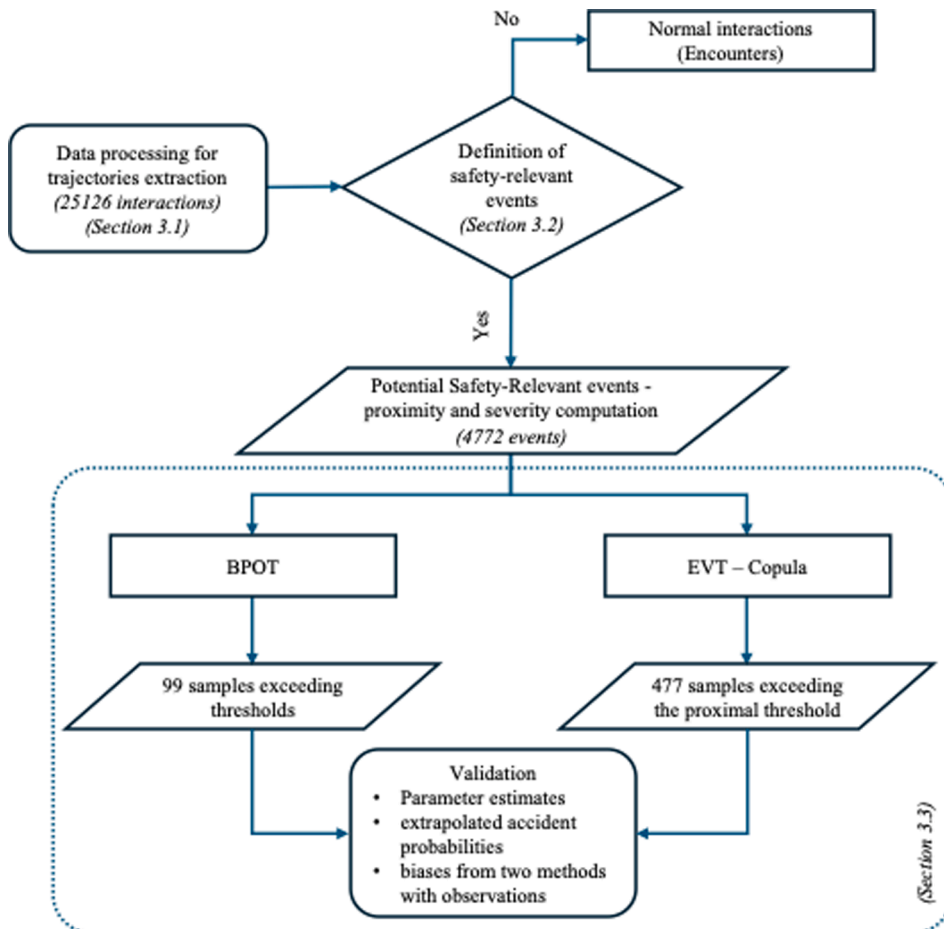 No
Normal interactions
(Encounters)
Data processing for
trajectories extraction
(25126 interactions)
(Section 3.1)
Definition of
safety-relevant
events
(Section 3.2)
Yes
Potential Safety-Relevant events -
proximity and severity computation
(4772 events)
BPOT
EVT – Copula
99 samples exceeding
thresholds
477 samples exceeding
the proximal threshold
Validation
• Parameter estimates
• extrapolated accident
probabilities
• biases from two methods
with observations
(Section 3.3)